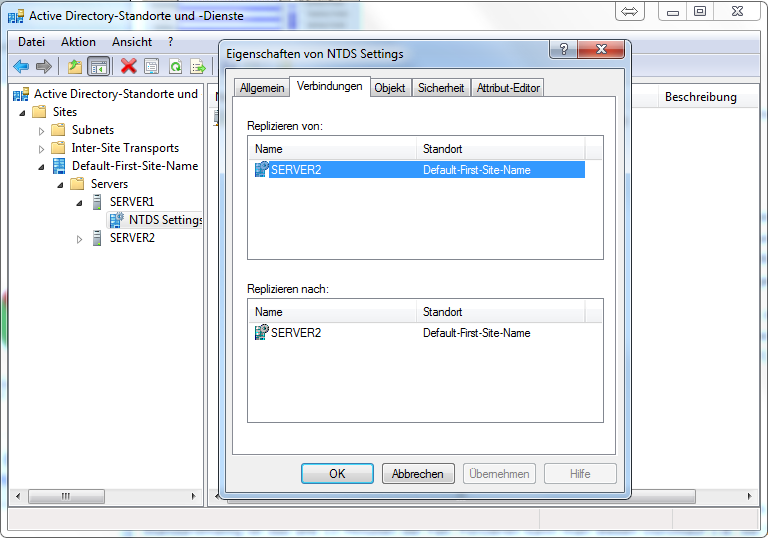 Active Directory-Standorte und -Dienste
Datei Aktion Ansicht ?
Active Directory-Standorte und
Sites
Subnets
Inter-Site Transports
Default-First-Site-Name
Servers
SERVER1
NTDS Settings
SERVER2
Beschreibung
Eigenschaften von NTDS Settings
Allgemein Verbindungen Objekt Sicherheit Attribut-Editor
Replizieren von:
Name Standort
SERVER2 Default-First-Site-Name
Replizieren nach:
Name Standort
SERVER2 Default-First-Site-Name
OK Abbrechen Übernehmen Hilfe